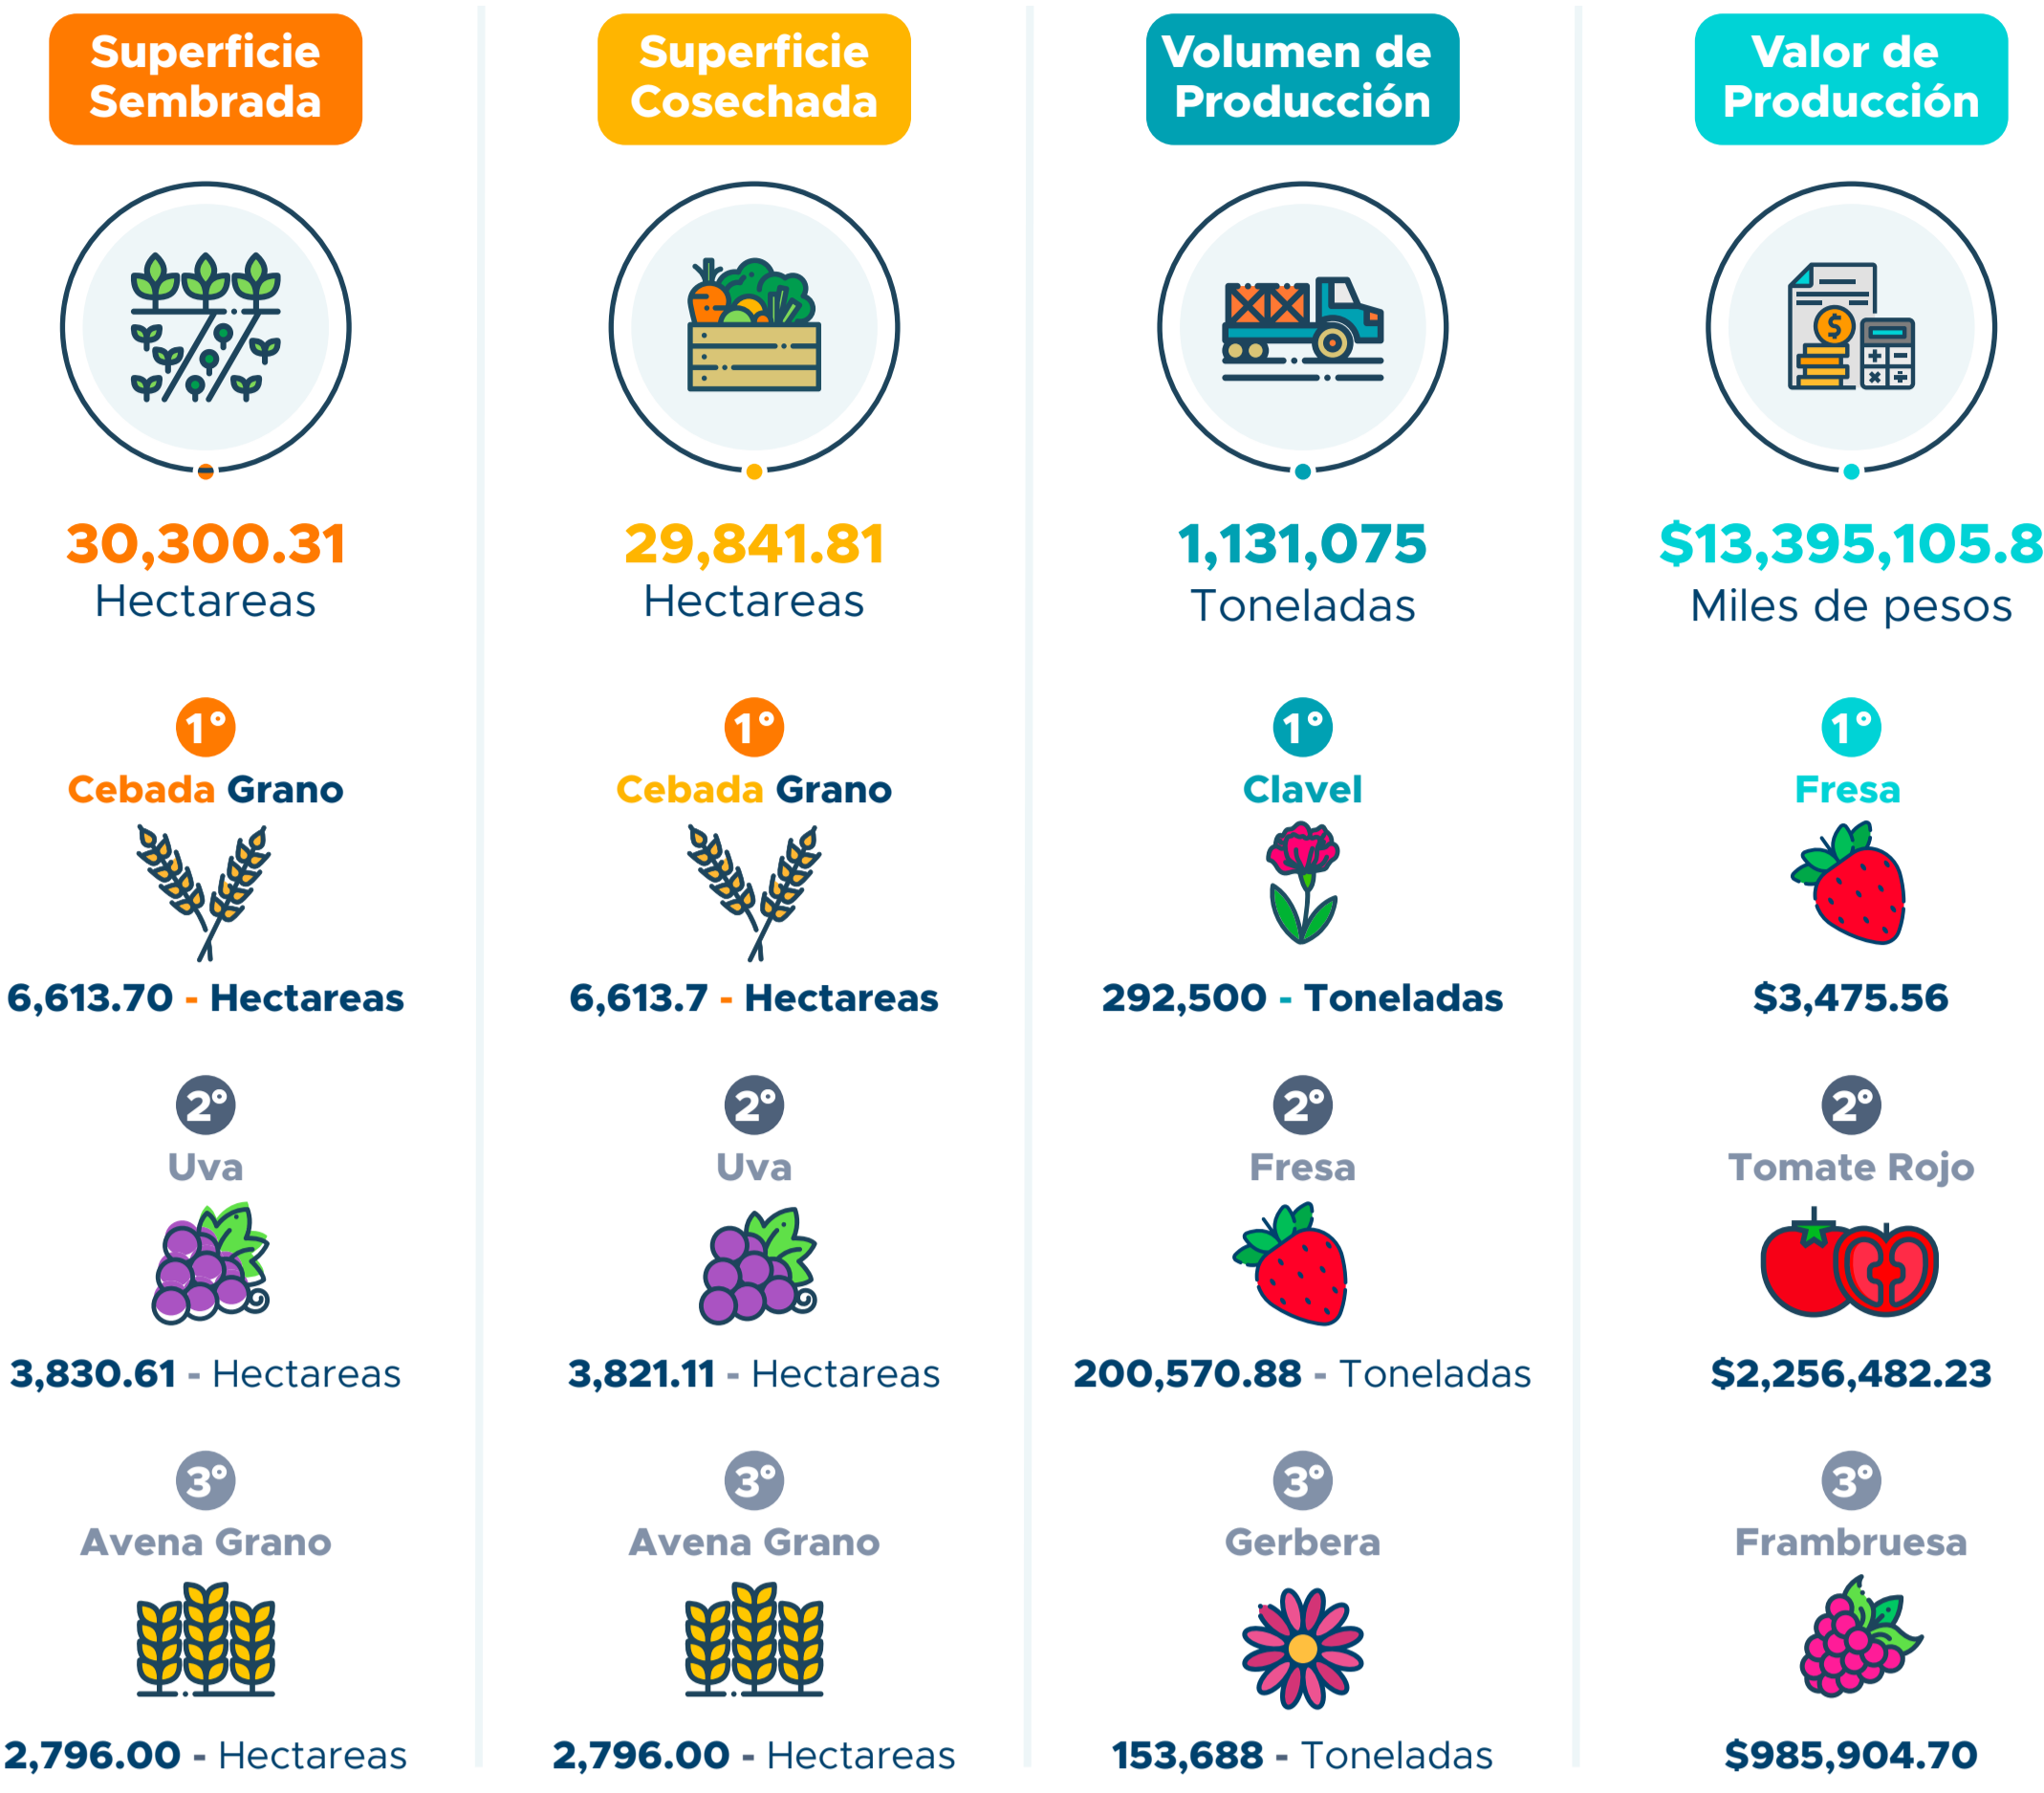 Superficie
Sembrada
30,300.31
Hectareas
1°
Cebada Grano
6,613.70 - Hectareas
2°
Uva
3,830.61 - Hectareas
3°
Avena Grano
2,796.00 - Hectareas
Superficie
Cosechada
29,841.81
Hectareas
1°
Cebada Grano
6,613.7 - Hectareas
2°
Uva
3,821.11 - Hectareas
3°
Avena Grano
2,796.00 - Hectareas
Volumen de
Producción
1,131,075
Toneladas
1°
Clavel
292,500 - Toneladas
2°
Fresa
200,570.88 - Toneladas
3°
Gerbera
153,688 - Toneladas
Valor de
Producción
$13,395,105.8
Miles de pesos
1°
Fresa
$3,475.56
2°
Tomate Rojo
$2,256,482.23
3°
Frambruesa
$985,904.70